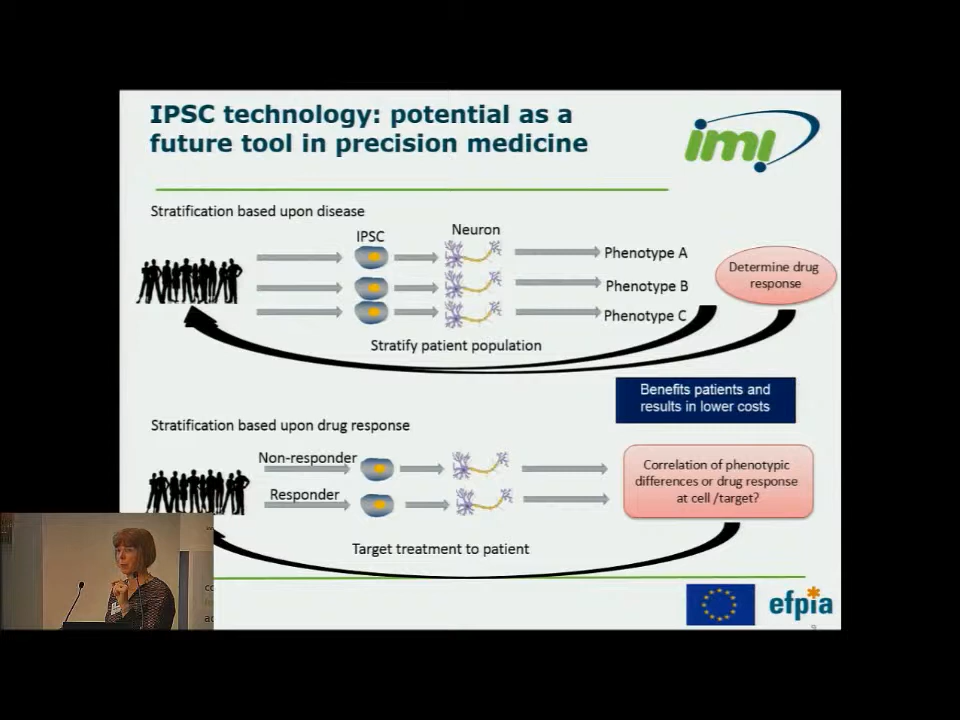 IPSC technology: potential as a
future tool in precision medicine
imi
Stratification based upon disease
IPSC
Neuron
Phenotype A
Phenotype B
Phenotype C
Determine drug
response
Stratify patient population
Benefits patients and
results in lower costs
Stratification based upon drug response
Non-responder
Responder
Correlation of phenotypic
differences or drug response
at cell /target?
Target treatment to patient
efpia
9